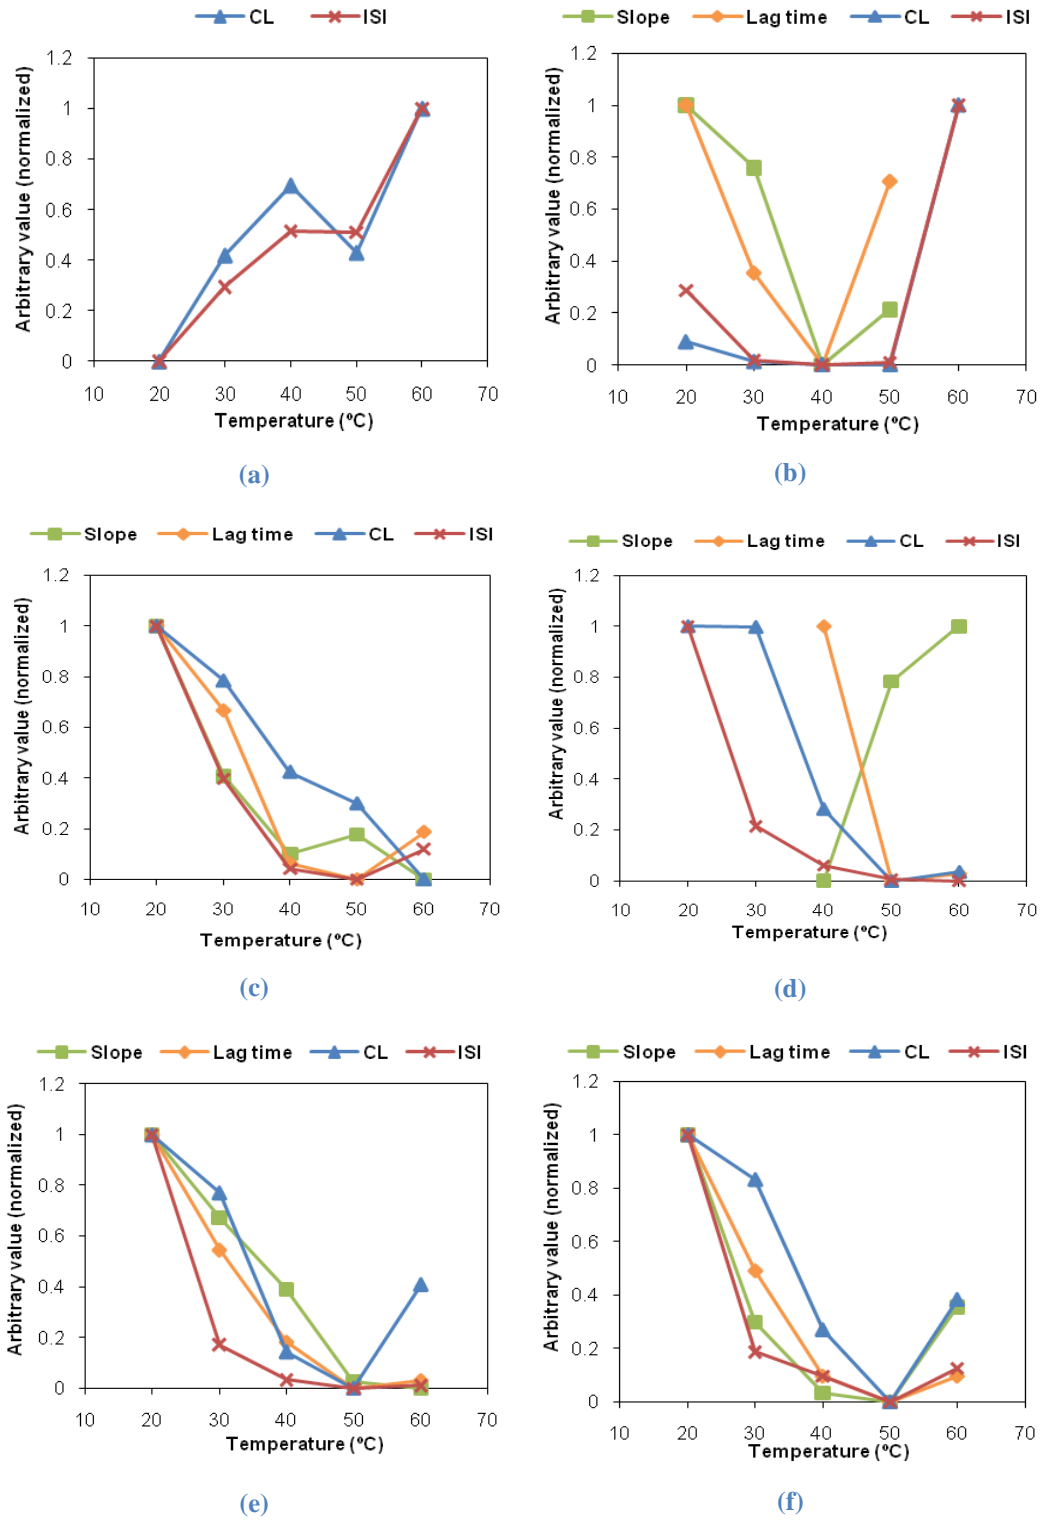 CL ISI
Arbitrary value (normalized)
1.2
1
0.8
0.6
0.4
0.2
0
10 20 30 40 50 60 70
Temperature (ºC)
(a)
Slope Lag time CL ISI
Arbitrary value (normalized)
1.2
1
0.8
0.6
0.4
0.2
0
10 20 30 40 50 60 70
Temperature (ºC)
(b)
Slope Lag time CL ISI
Arbitrary value (normalized)
1.2
1
0.8
0.6
0.4
0.2
0
10 20 30 40 50 60 70
Temperature (ºC)
(c)
Slope Lag time CL ISI
Arbitrary value (normalized)
1.2
1
0.8
0.6
0.4
0.2
0
10 20 30 40 50 60 70
Temperature (ºC)
(d)
Slope Lag time CL ISI
Arbitrary value (normalized)
1.2
1
0.8
0.6
0.4
0.2
0
10 20 30 40 50 60 70
Temperature (ºC)
(e)
Slope Lag time CL ISI
Arbitrary value (normalized)
1.2
1
0.8
0.6
0.4
0.2
0
10 20 30 40 50 60 70
Temperature (ºC)
(f)